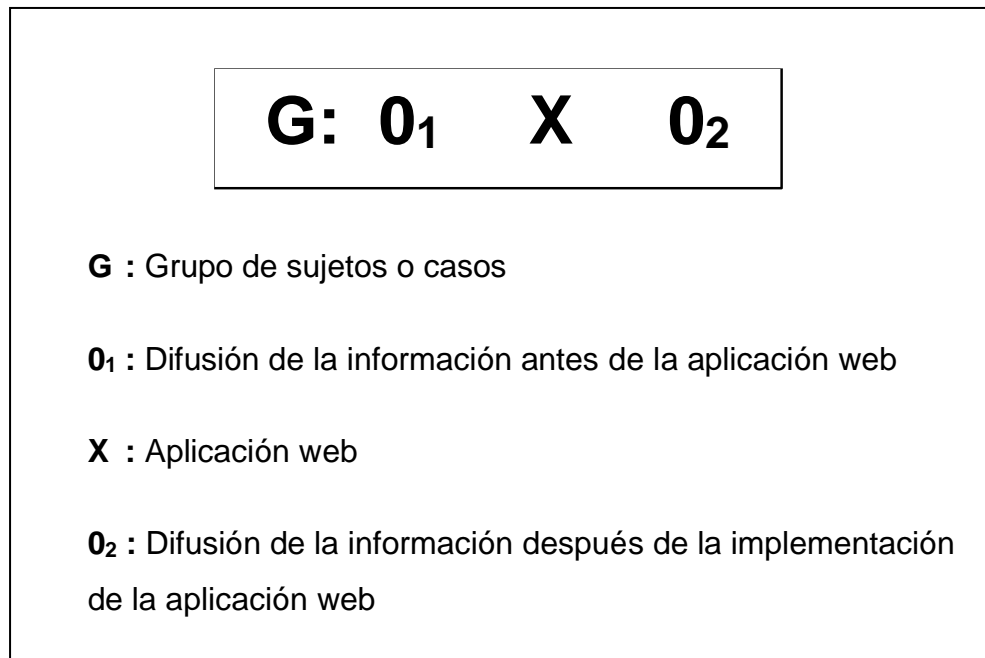 G: 0₁ X 0₂
G : Grupo de sujetos o casos
0₁ : Difusión de la información antes de la aplicación web
X : Aplicación web
0₂ : Difusión de la información después de la implementación
de la aplicación web